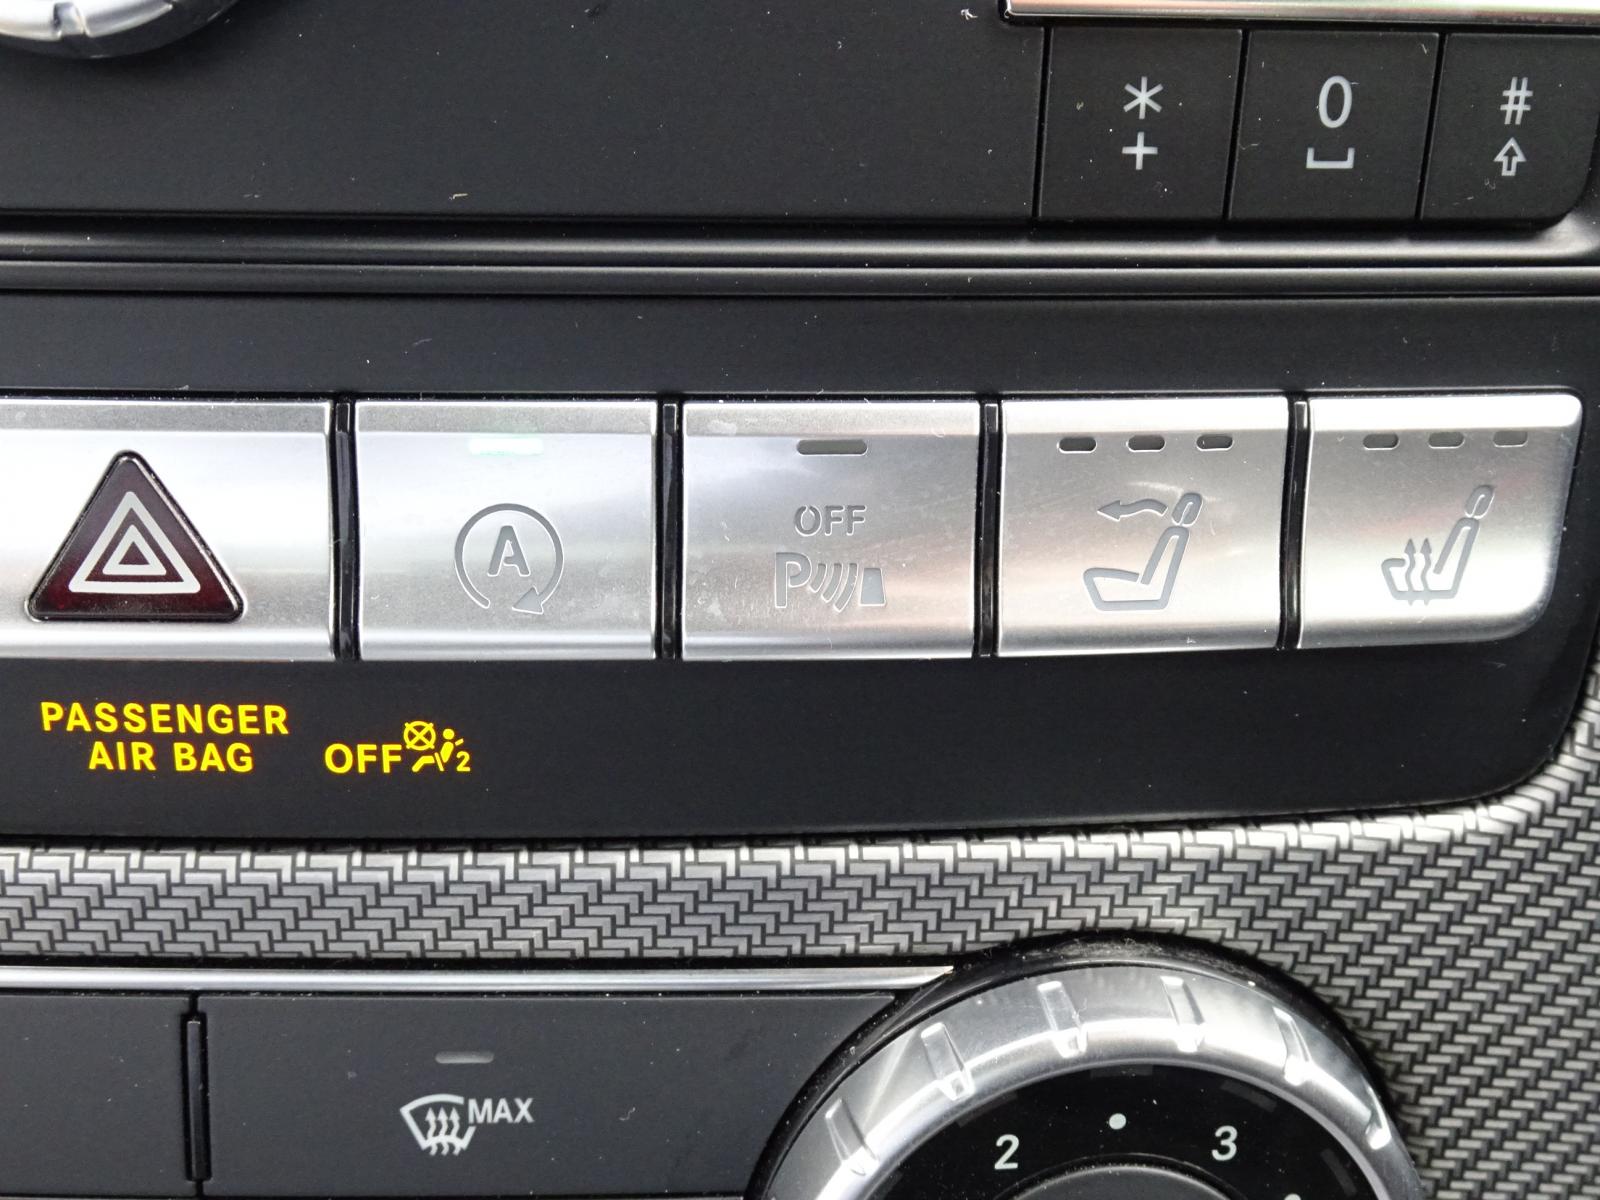 * 0 #
+
A
OFF
P
PASSENGER
AIR BAG OFF 2
MAX
2 3